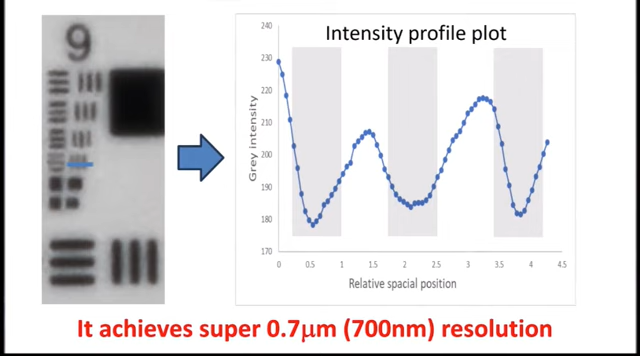 9
Intensity profile plot
Grey intensity
240
230
220
210
200
190
180
170
0 0.5 1 1.5 2 2.5 3 3.5 4 4.5
Relative spacial position
It achieves super 0.7μm (700nm) resolution